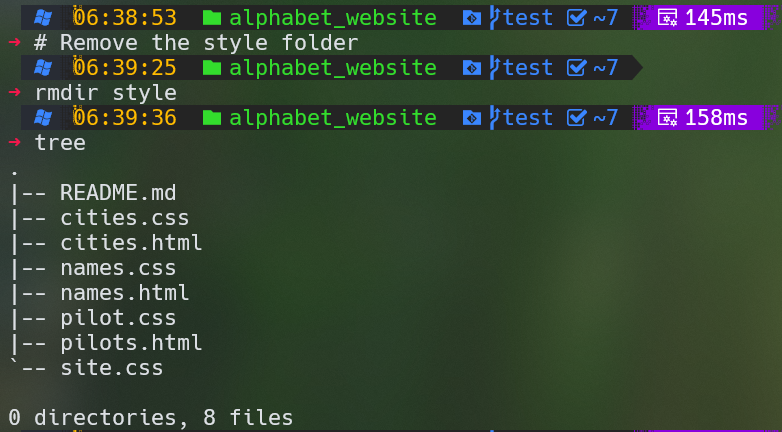 06:38:53 alphabet_website test ~7 145ms
→ # Remove the style folder
06:39:25 alphabet_website test ~7
→ rmdir style
06:39:36 alphabet_website test ~7 158ms
→ tree
.
|-- README.md
|-- cities.css
|-- cities.html
|-- names.css
|-- names.html
|-- pilot.css
|-- pilots.html
`-- site.css
0 directories, 8 files